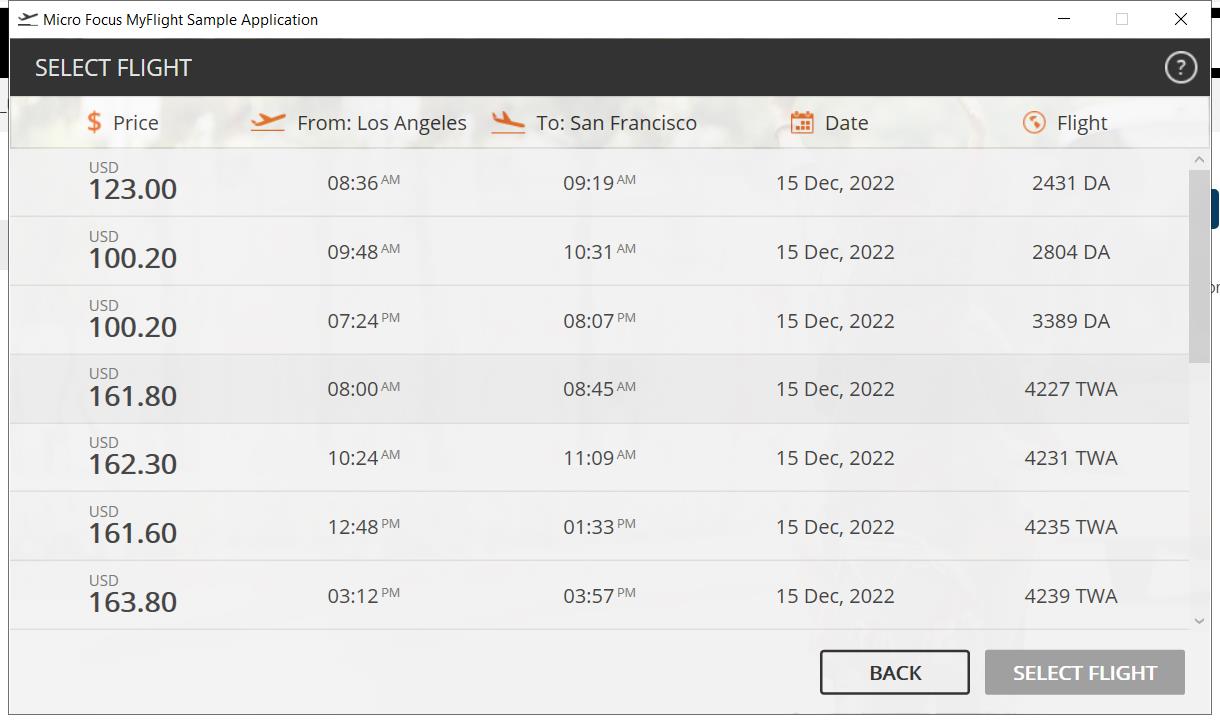 Micro Focus MyFlight Sample Application
SELECT FLIGHT ?
$ Price From: Los Angeles To: San Francisco Date Flight
USD
123.00 08:36 AM 09:19 AM 15 Dec, 2022 2431 DA
USD
100.20 09:48 AM 10:31 AM 15 Dec, 2022 2804 DA
USD
100.20 07:24 PM 08:07 PM 15 Dec, 2022 3389 DA
USD
161.80 08:00 AM 08:45 AM 15 Dec, 2022 4227 TWA
USD
162.30 10:24 AM 11:09 AM 15 Dec, 2022 4231 TWA
USD
161.60 12:48 PM 01:33 PM 15 Dec, 2022 4235 TWA
USD
163.80 03:12 PM 03:57 PM 15 Dec, 2022 4239 TWA
BACK SELECT FLIGHT